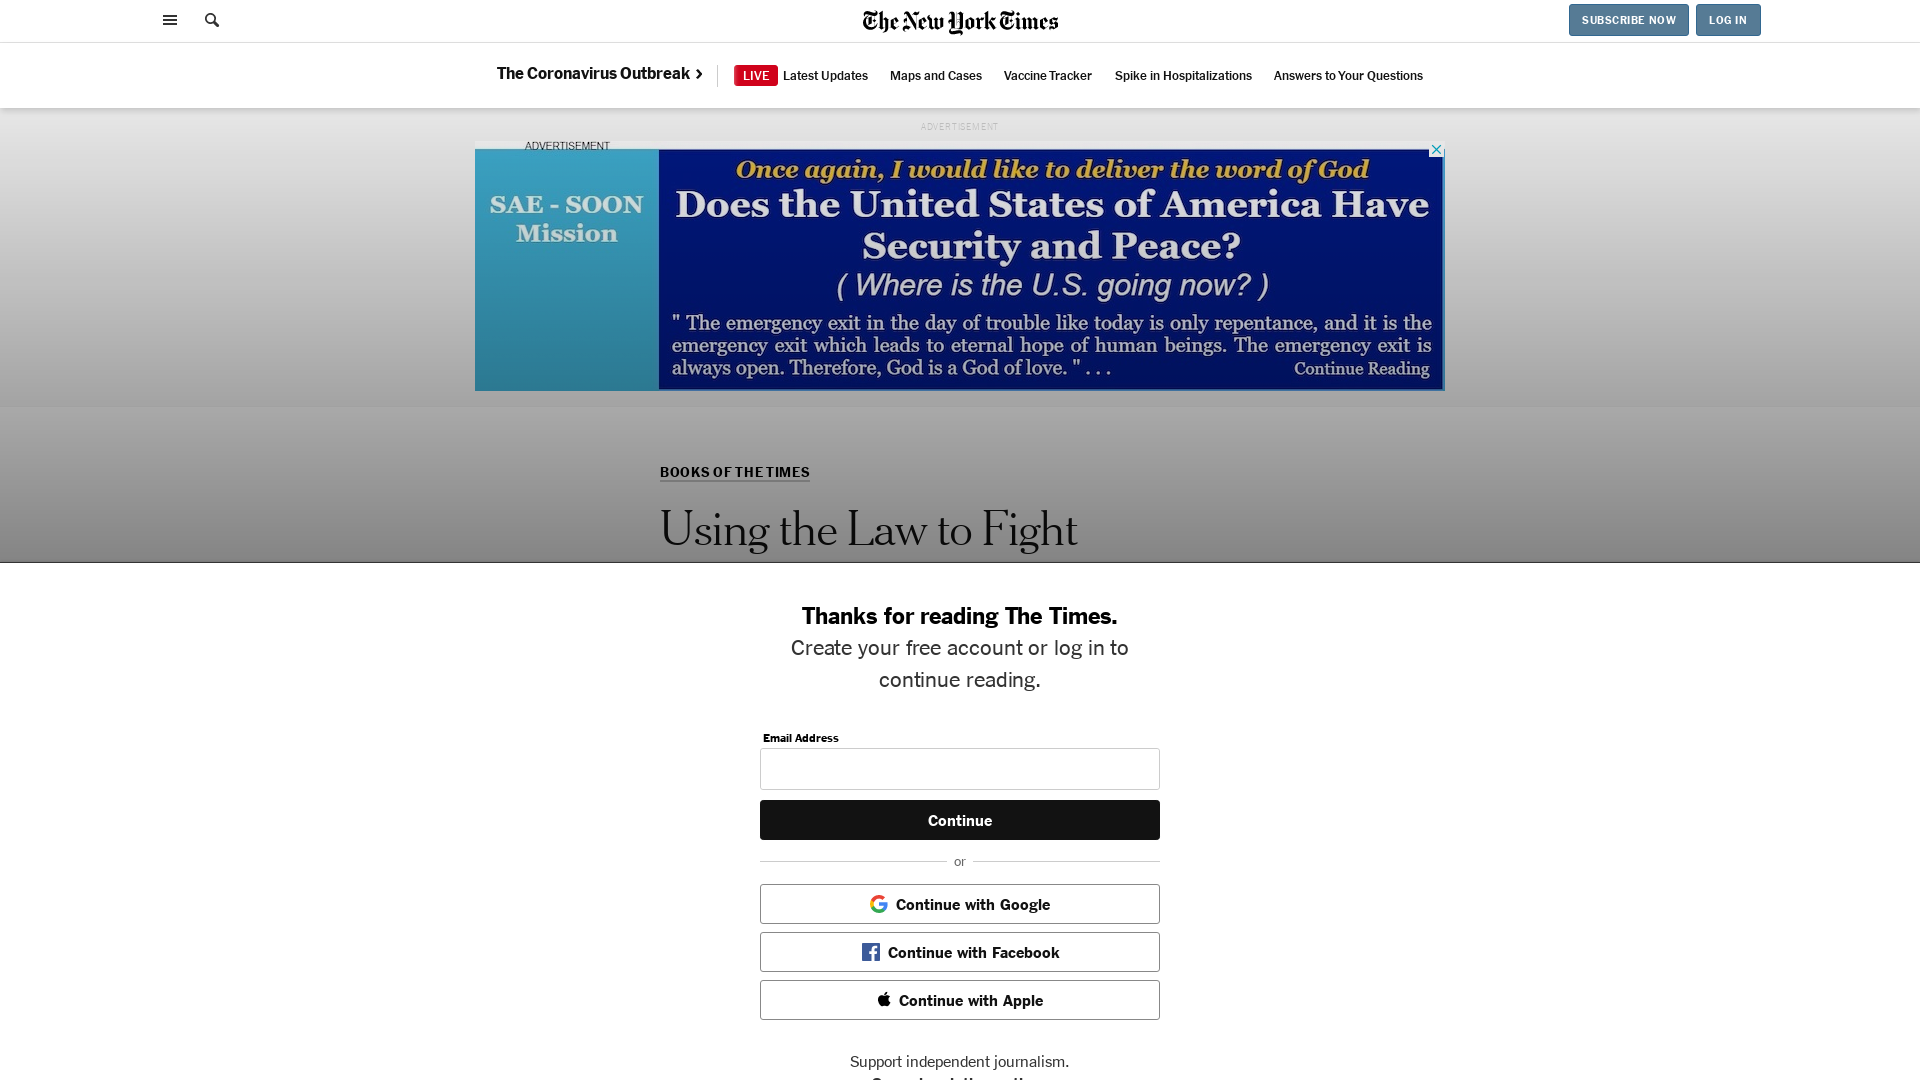 The New York Times
SUBSCRIBE NOW
LOG IN
The Coronavirus Outbreak ›
LIVE Latest Updates
Maps and Cases
Vaccine Tracker
Spike in Hospitalizations
Answers to Your Questions
ADVERTISEMENT
ADVERTISEMENT
SAE - SOON
Mission
Once again, I would like to deliver the word of God
Does the United States of America Have
Security and Peace?
( Where is the U.S. going now? )
" The emergency exit in the day of trouble like today is only repentance, and it is the
emergency exit which leads to eternal hope of human beings. The emergency exit is
always open. Therefore, God is a God of love. " . . .
Continue Reading
BOOKS OF THE TIMES
Using the Law to Fight
Thanks for reading The Times.
Create your free account or log in to
continue reading.
Email Address
Continue
or
Continue with Google
Continue with Facebook
Continue with Apple
Support independent journalism.